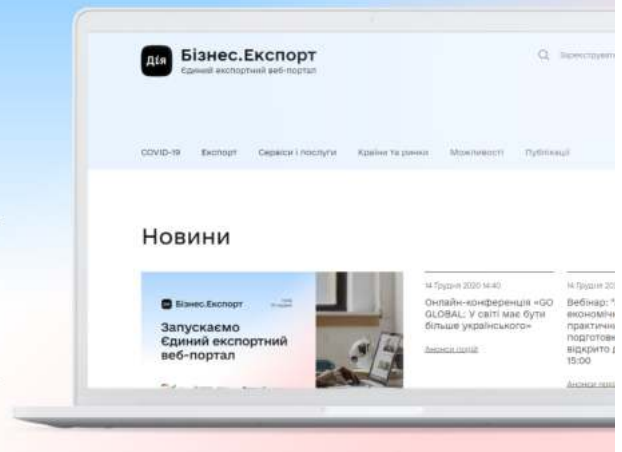 Дія
Бізнес.Експорт
Єдиний експортний веб-портал
COVID-19 Експорт Сервіси і послуги Країни та ринки Можливості Публікації
Новини
Бізнес.Експорт
Запускаємо
Єдиний експортний
веб-портал
14 Грудня 2020 14:40
Онлайн-конференція «GO
GLOBAL: У світі має бути
більше українського»
Анонси подій
14 Грудня 20
Вебінар:
економічн
практичн
підготовк
відкрито
15:00